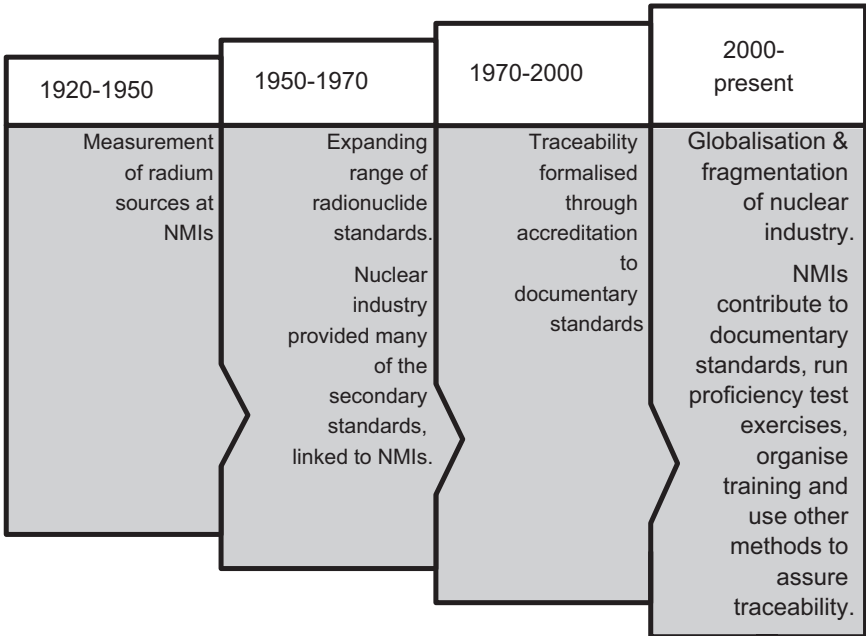 1920-1950
Measurement
of radium
sources at
NMIs
1950-1970
Expanding
range of
radionuclide
standards.
Nuclear
industry
provided many
of the
secondary
standards,
linked to NMIs.
1970-2000
Traceability
formalised
through
accreditation
to
documentary
standards
2000-
present
Globalisation &
fragmentation
of nuclear
industry.
NMIs
contribute to
documentary
standards, run
proficiency test
exercises,
organise
training and
use other
methods to
assure
traceability.